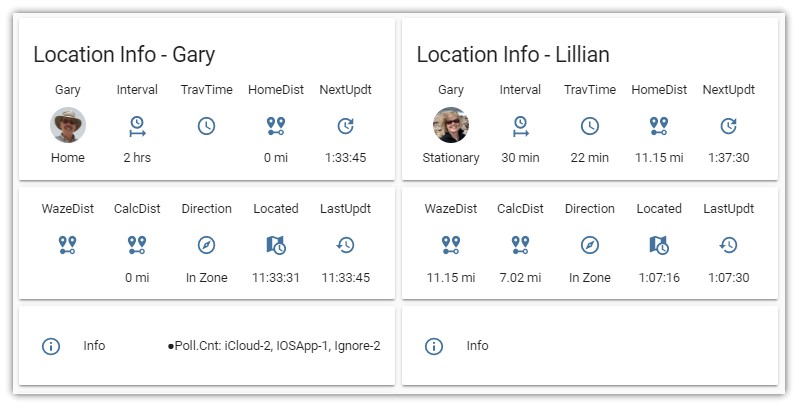 Location Info - Gary
Gary Interval TravTime HomeDist NextUpdt
Home 2 hrs 0 mi 1:33:45
WazeDist CalcDist Direction Located LastUpdt
0 mi In Zone 11:33:31 11:33:45
Info ●Poll.Cnt: iCloud-2, IOSApp-1, Ignore-2
Location Info - Lillian
Gary Interval TravTime HomeDist NextUpdt
Stationary 30 min 22 min 11.15 mi 1:37:30
WazeDist CalcDist Direction Located LastUpdt
11.15 mi 7.02 mi In Zone 1:07:16 1:07:30
Info